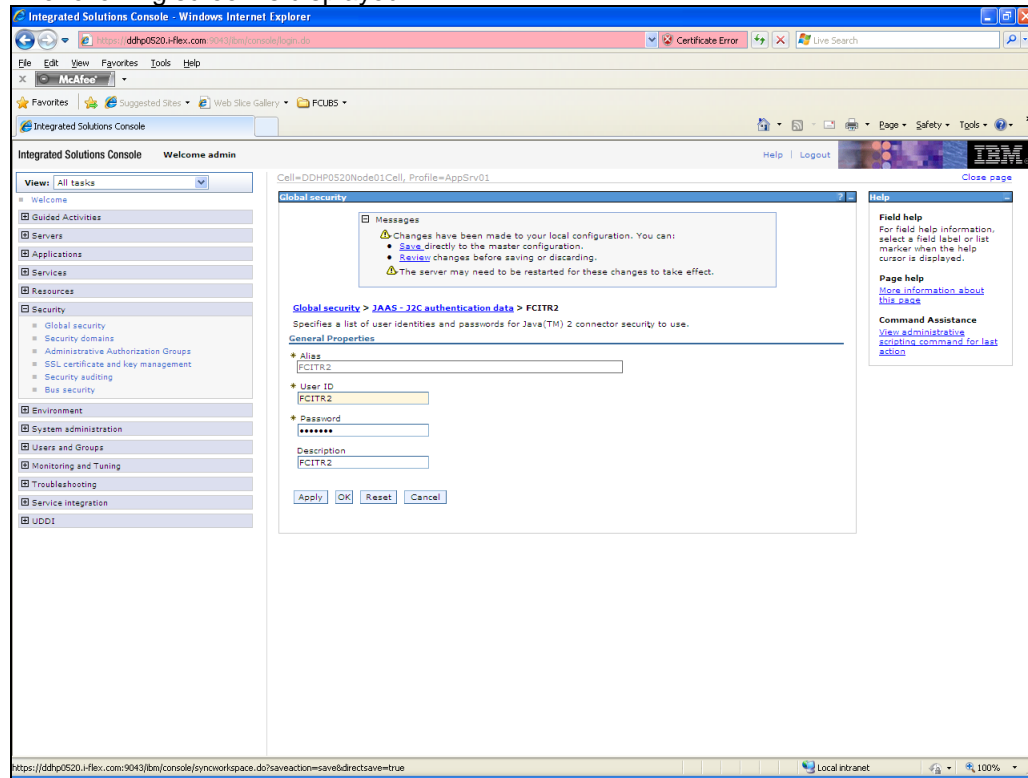 Integrated Solutions Console - Windows Internet Explorer
https://ddhp0520.i-flex.com:9043/ibm/console/login.do
Certificate Error
Live Search
File Edit View Favorites Tools Help
x McAfee
Favorites Suggested Sites Web Slice Gallery FCUBS
Integrated Solutions Console
Page Safety Tools
Integrated Solutions Console Welcome admin
Help | Logout
IBM.
View: All tasks
Cell=DDHP0520Node01Cell, Profile=AppSrv01
Close page
Welcome
Guided Activities
Servers
Applications
Services
Resources
Security
Global security
Security domains
Administrative Authorization Groups
SSL certificate and key management
Security auditing
Bus security
Environment
System administration
Users and Groups
Monitoring and Tuning
Troubleshooting
Service integration
UDDI
Global security ? -
Messages
Changes have been made to your local configuration. You can:
• Save directly to the master configuration.
• Review changes before saving or discarding.
The server may need to be restarted for these changes to take effect.
Global security > JAAS - J2C authentication data > FCITR2
Specifies a list of user identities and passwords for Java(TM) 2 connector security to use.
General Properties
* Alias
FCITR2
* User ID
FCITR2
* Password
•••••••
Description
FCITR2
Apply OK Reset Cancel
Help
Field help
For field help information,
select a field label or list
marker when the help
cursor is displayed.
Page help
More information about
this page
Command Assistance
View administrative
scripting command for last
action
https://ddhp0520.i-flex.com:9043/ibm/console/syncworkspace.do?saveaction=save&directsave=true
Local intranet
100%